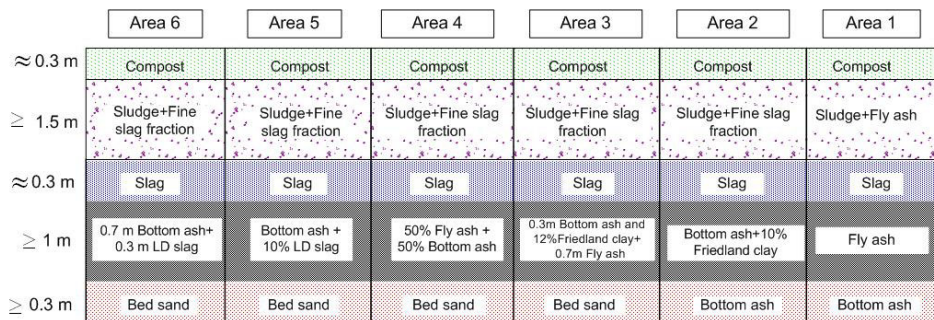 Area 6 Area 5 Area 4 Area 3 Area 2 Area 1
≈ 0.3 m Compost Compost Compost Compost Compost Compost
≥ 1.5 m
Sludge+Fine
slag fraction
Sludge+Fine
slag fraction
Sludge+Fine slag
fraction
Sludge+Fine slag
fraction
Sludge+Fine slag
fraction
Sludge+Fly ash
≈ 0.3 m Slag Slag Slag Slag Slag Slag
≥ 1 m
0.7 m Bottom ash+
0.3 m LD slag
Bottom ash +
10% LD slag
50% Fly ash +
50% Bottom ash
0.3m Bottom ash and
12%Friedland clay+
0.7m Fly ash
Bottom ash+10%
Friedland clay
Fly ash
≥ 0.3 m Bed sand Bed sand Bed sand Bed sand Bottom ash Bottom ash